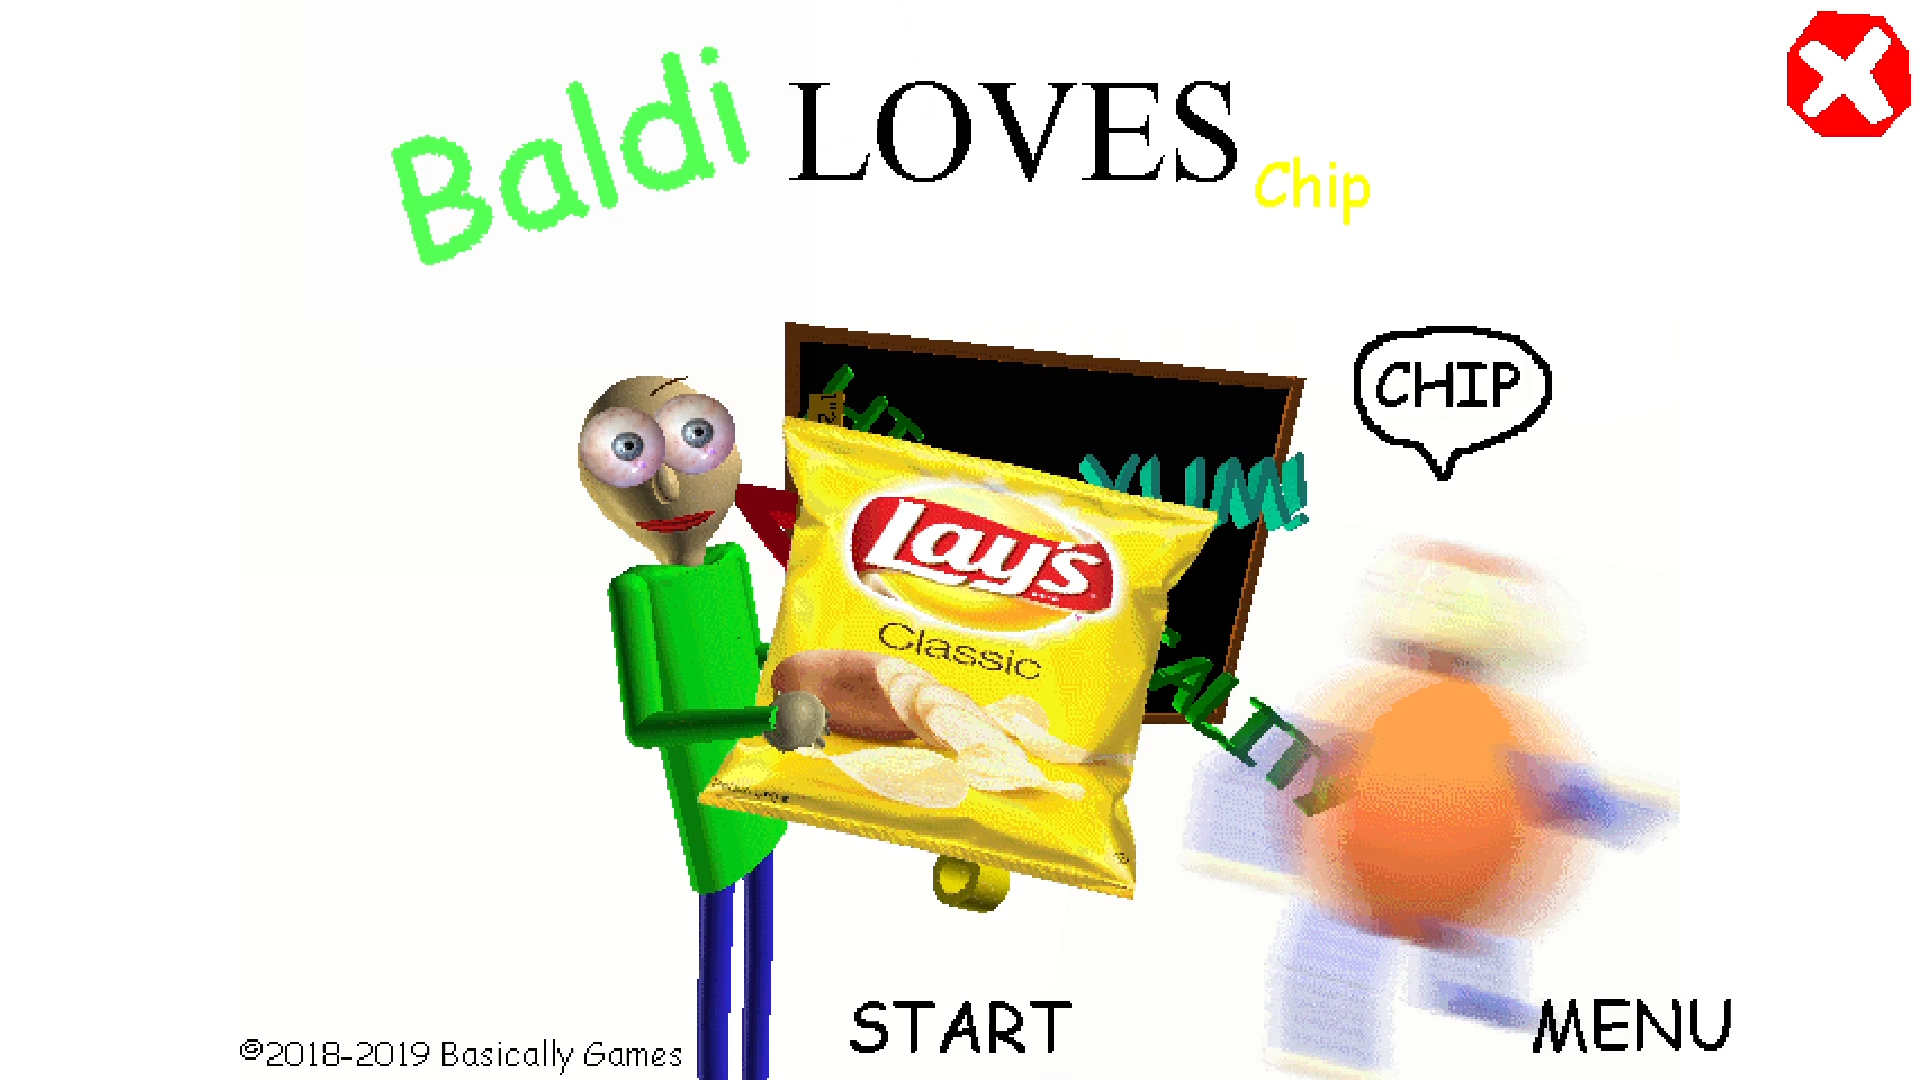 Baldi LOVES Chip
CHIP
YUM!
Lay's
Classic
START
MENU
©2018-2019 Basically Games